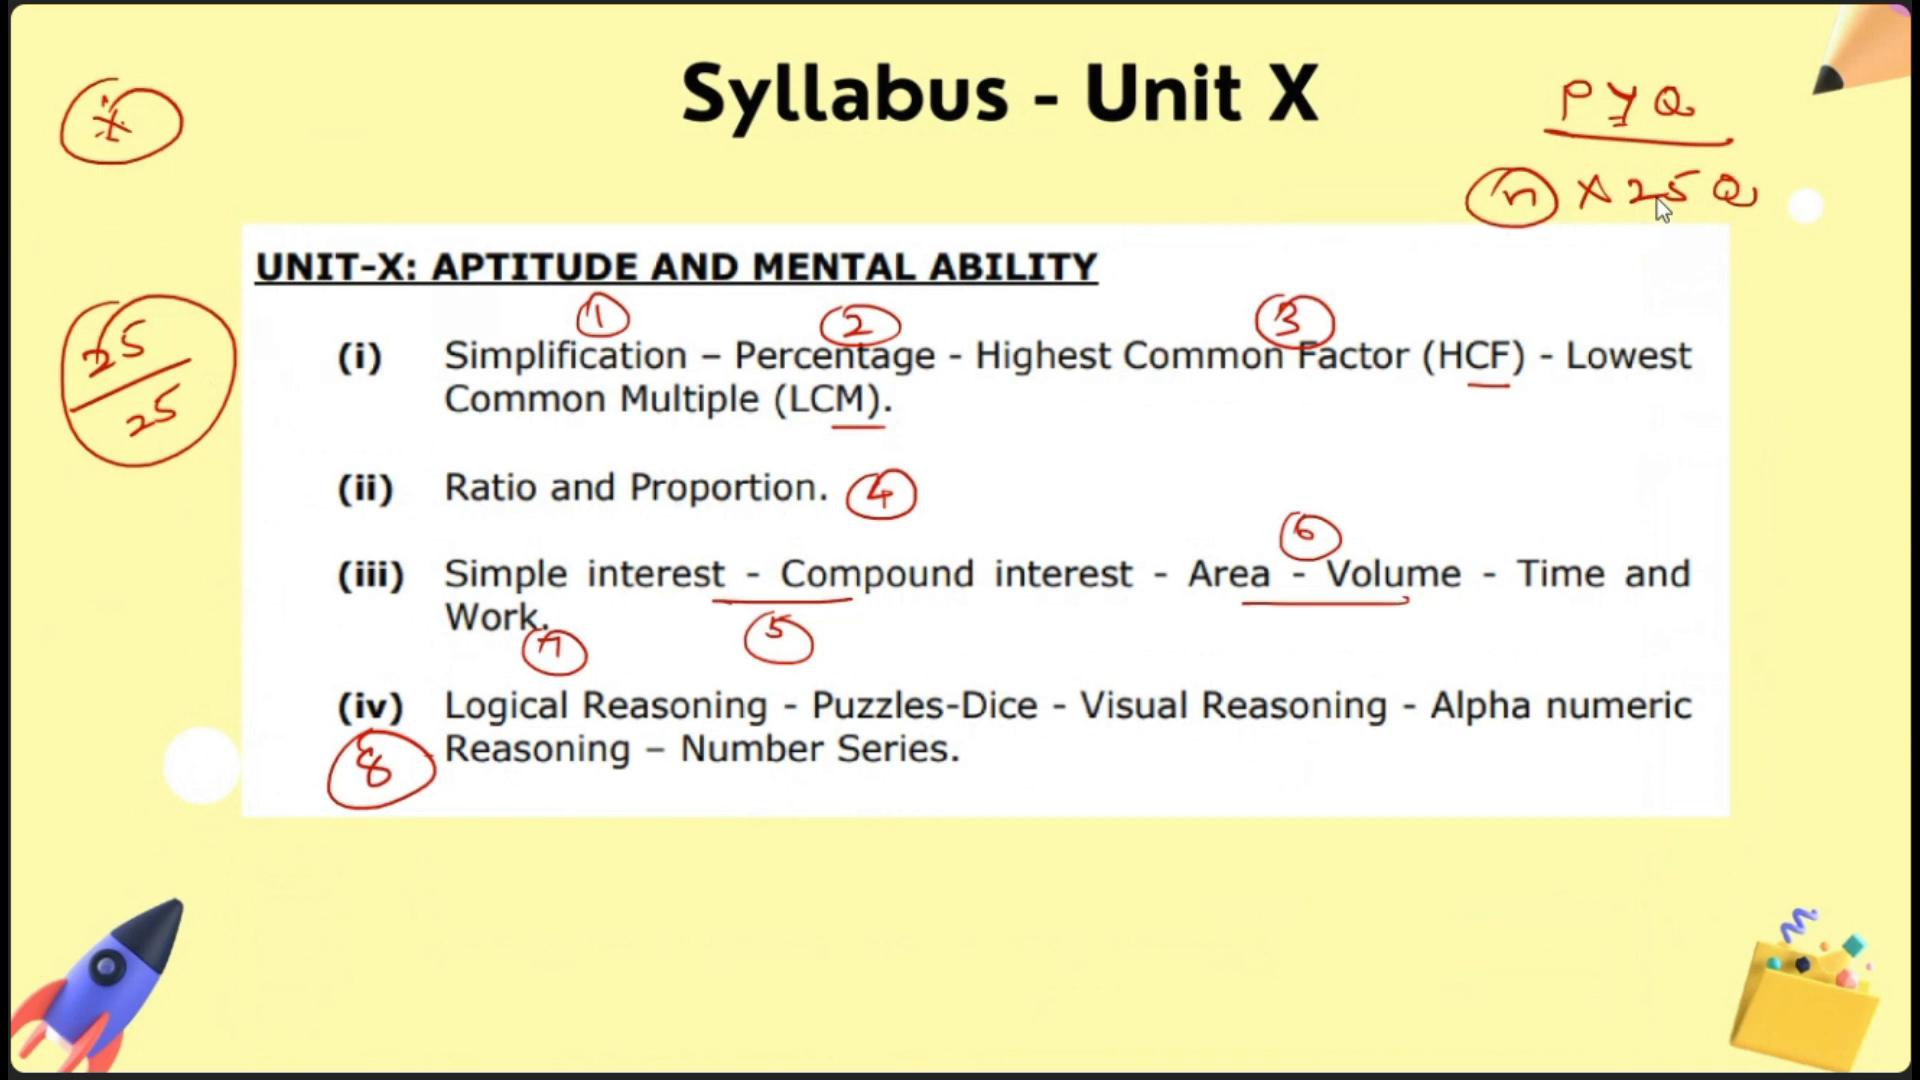 Syllabus - Unit X
PYQ
n × 25 Q
UNIT-X: APTITUDE AND MENTAL ABILITY
1 2 3
(i) Simplification – Percentage - Highest Common Factor (HCF) - Lowest
Common Multiple (LCM).
25
25
(ii) Ratio and Proportion. 4
6
(iii) Simple interest - Compound interest - Area - Volume - Time and
Work.
7 5
(iv) Logical Reasoning - Puzzles-Dice - Visual Reasoning - Alpha numeric
8 Reasoning – Number Series.